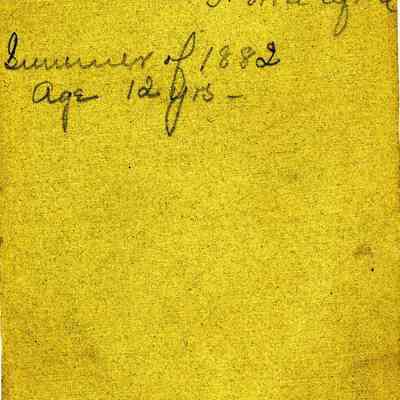 Summer of 1882
Age 12 yrs -